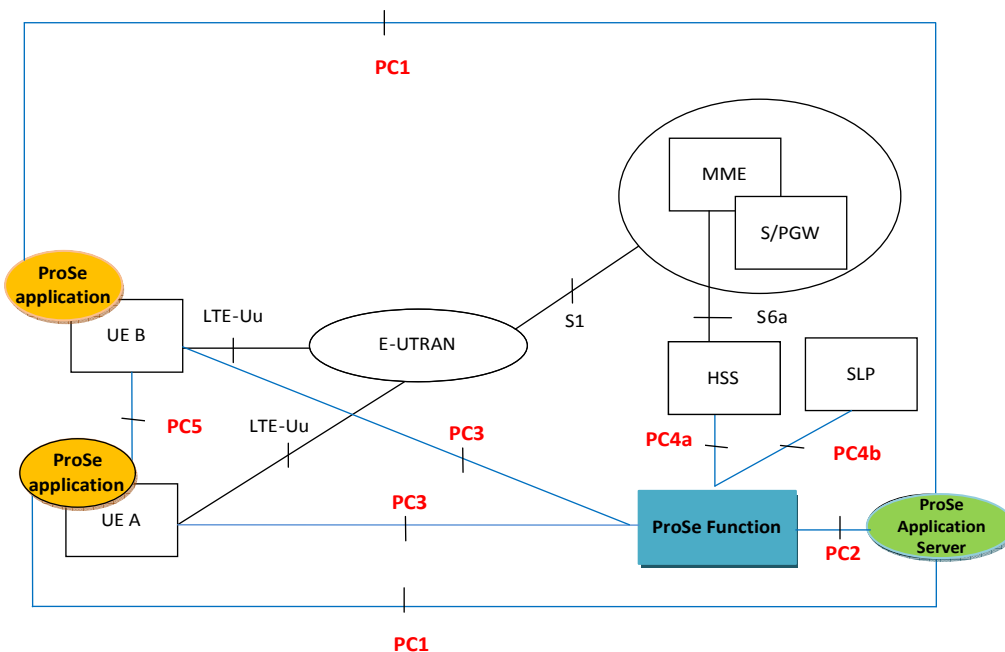 PC1
MME
S/PGW
ProSe
application
UE B
LTE-Uu
E-UTRAN
S1
S6a
HSS
SLP
PC5
LTE-Uu
PC3
PC4a
PC4b
ProSe
application
UE A
PC3
ProSe Function
PC2
ProSe
Application
Server
PC1